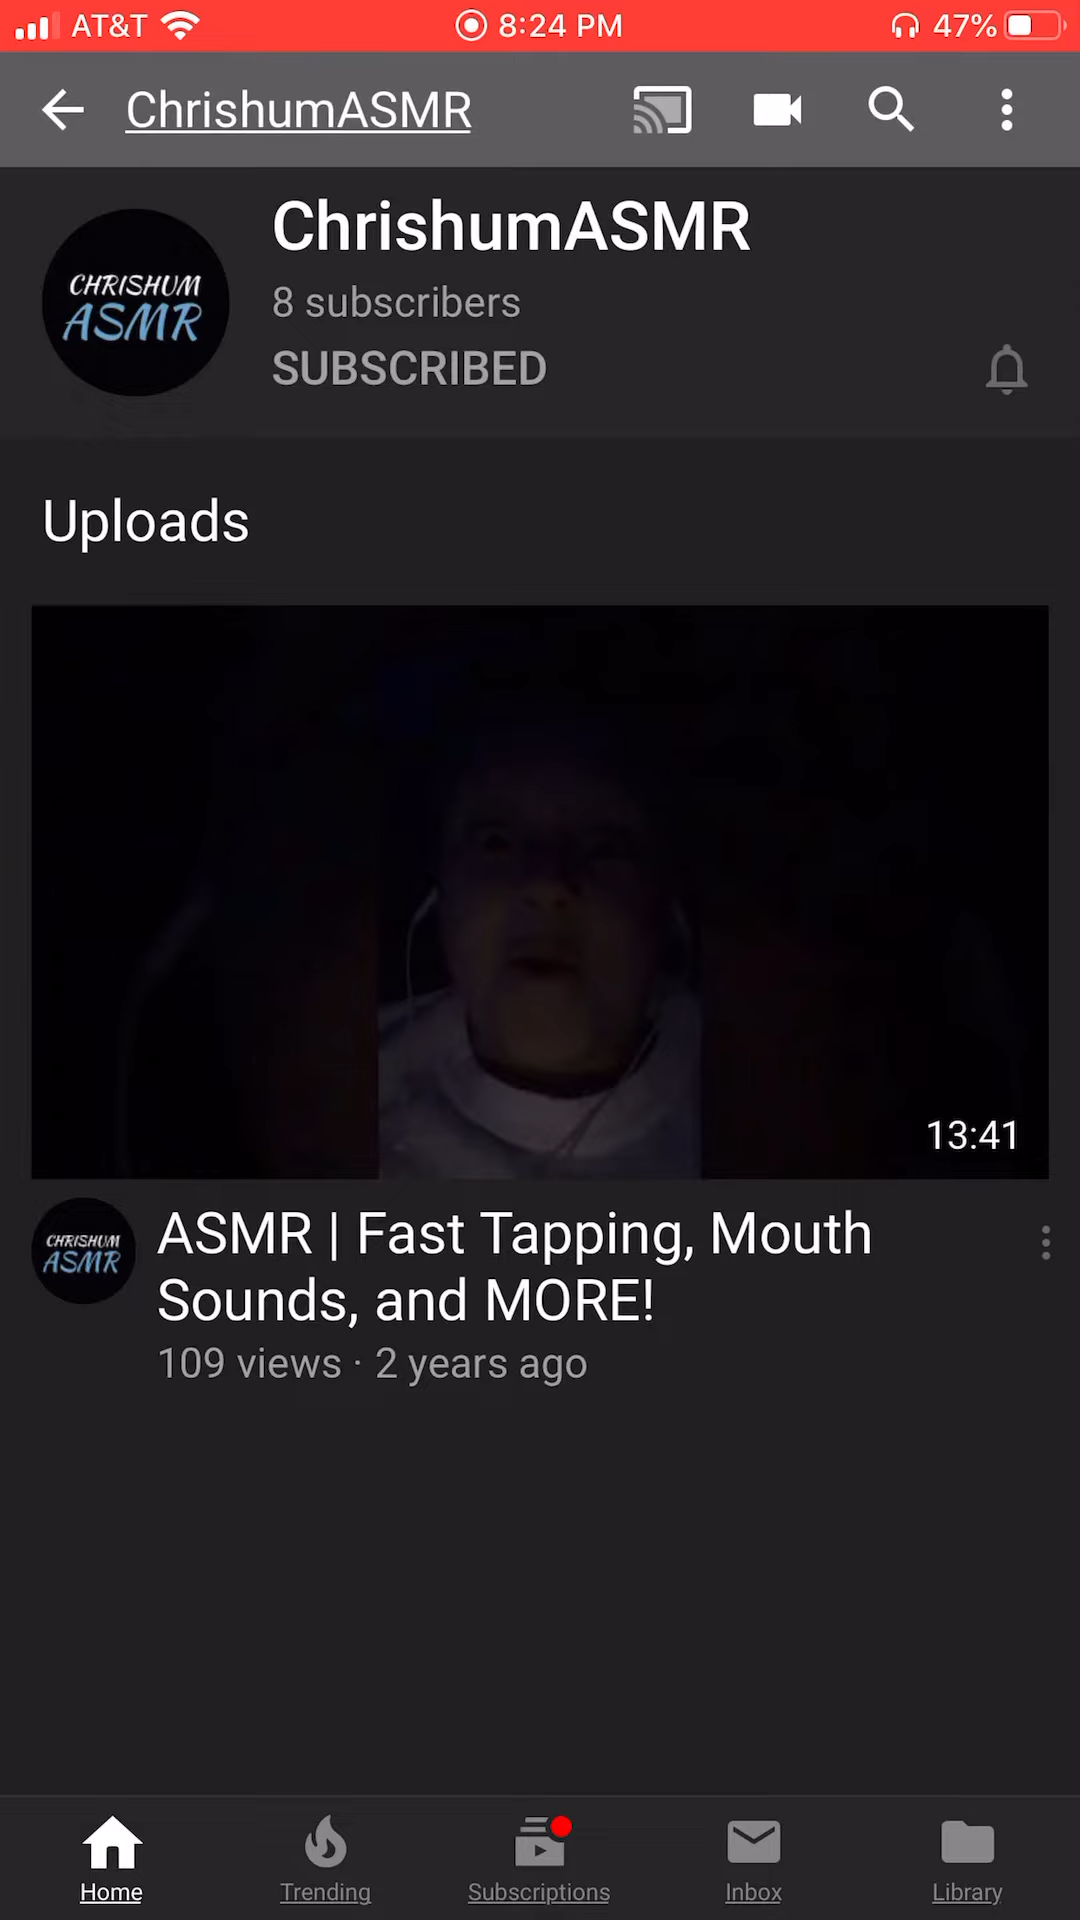 AT&T 8:24 PM 47%
ChrishumASMR
CHRISHUM
ASMR
ChrishumASMR
8 subscribers
SUBSCRIBED
Uploads
13:41
CHRISHUM
ASMR
ASMR | Fast Tapping, Mouth
Sounds, and MORE!
109 views · 2 years ago
Home Trending Subscriptions Inbox Library